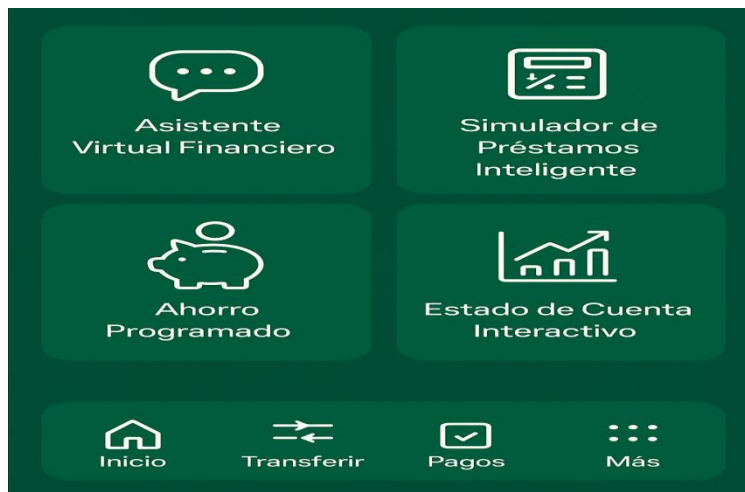 Asistente
Virtual Financiero
Simulador de
Préstamos
Inteligente
Ahorro
Programado
Estado de Cuenta
Interactivo
Inicio
Transferir
Pagos
Más